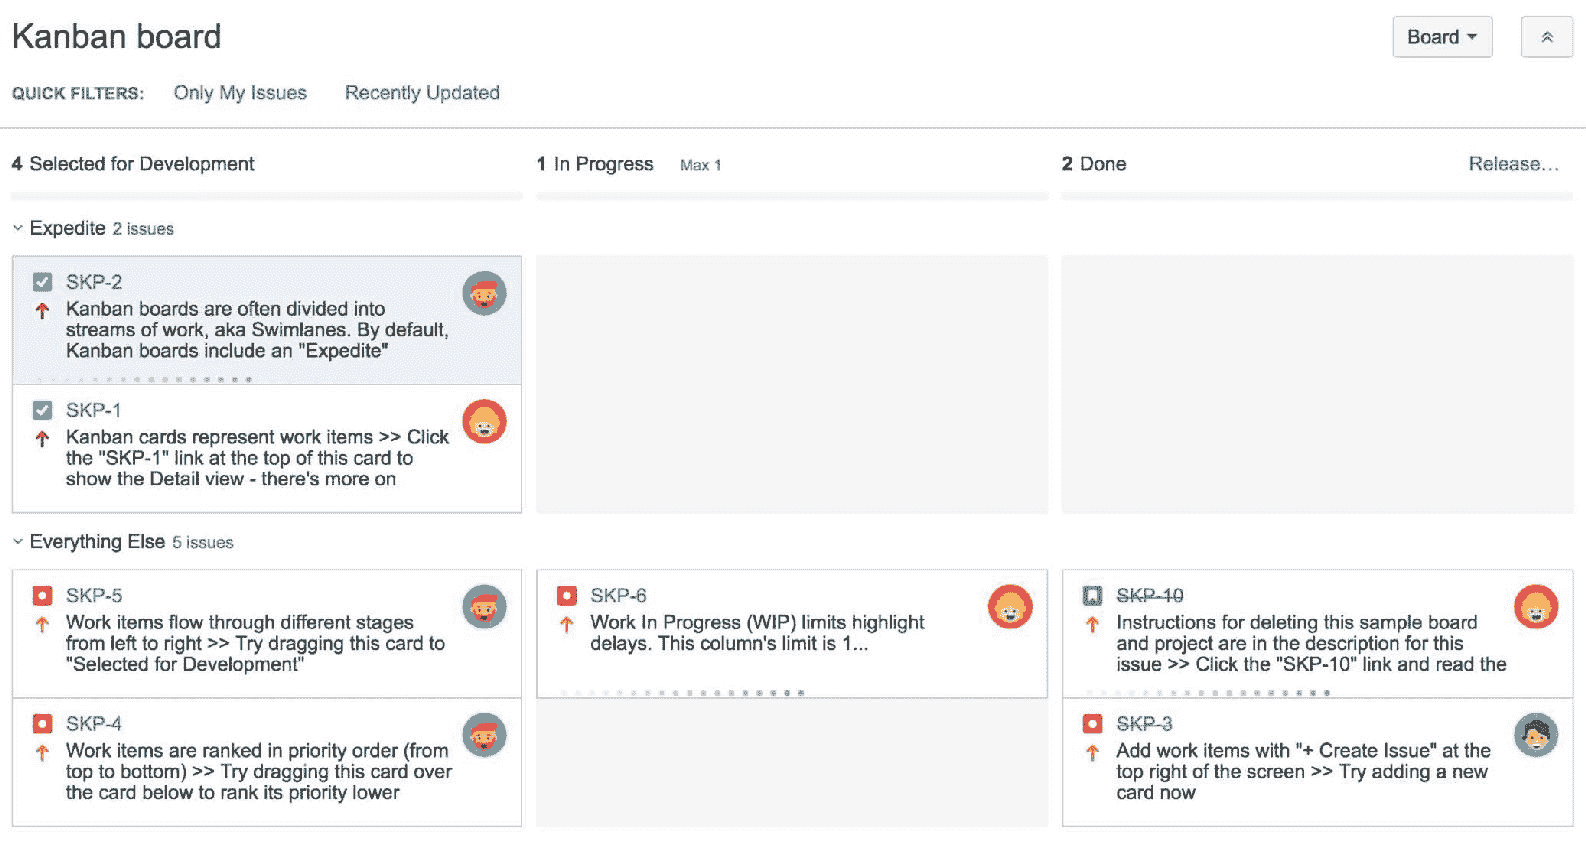 Kanban board
Board
QUICK FILTERS: Only My Issues Recently Updated
4 Selected for Development
1 In Progress Max 1
2 Done Release...
Expedite 2 issues
SKP-2
Kanban boards are often divided into
streams of work, aka Swimlanes. By default,
Kanban boards include an "Expedite"
SKP-1
Kanban cards represent work items >> Click
the "SKP-1" link at the top of this card to
show the Detail view - there's more on
Everything Else 5 issues
SKP-5
Work items flow through different stages
from left to right >> Try dragging this card to
"Selected for Development"
SKP-4
Work items are ranked in priority order (from
top to bottom) >> Try dragging this card over
the card below to rank its priority lower
SKP-6
Work In Progress (WIP) limits highlight
delays. This column's limit is 1...
SKP-10
Instructions for deleting this sample board
and project are in the description for this
issue >> Click the "SKP-10" link and read the
SKP-3
Add work items with "+ Create Issue" at the
top right of the screen >> Try adding a new
card now